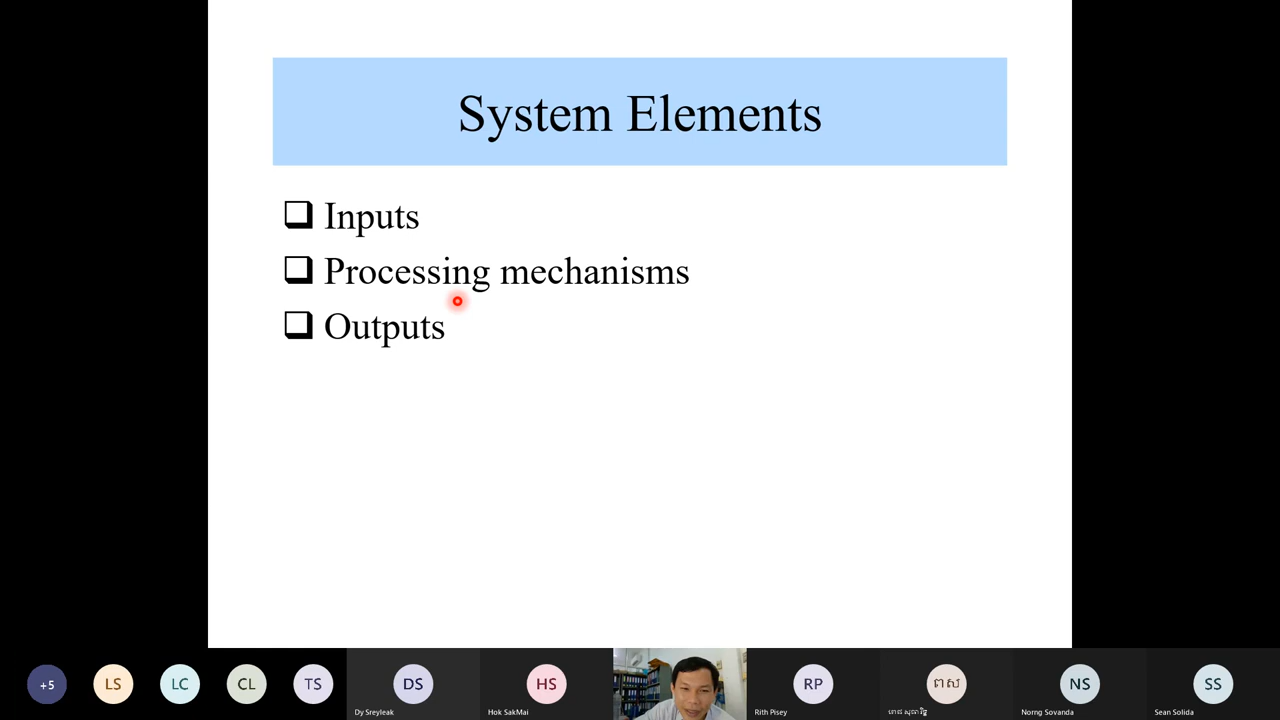 System Elements
Inputs
Processing mechanisms
Outputs
+5
LS
LC
CL
TS
DS
HS
RP
ពស
NS
SS
Dy Sreyleak
Hok SakMai
Rith Pisey
Norng Sovanda
Sean Solida